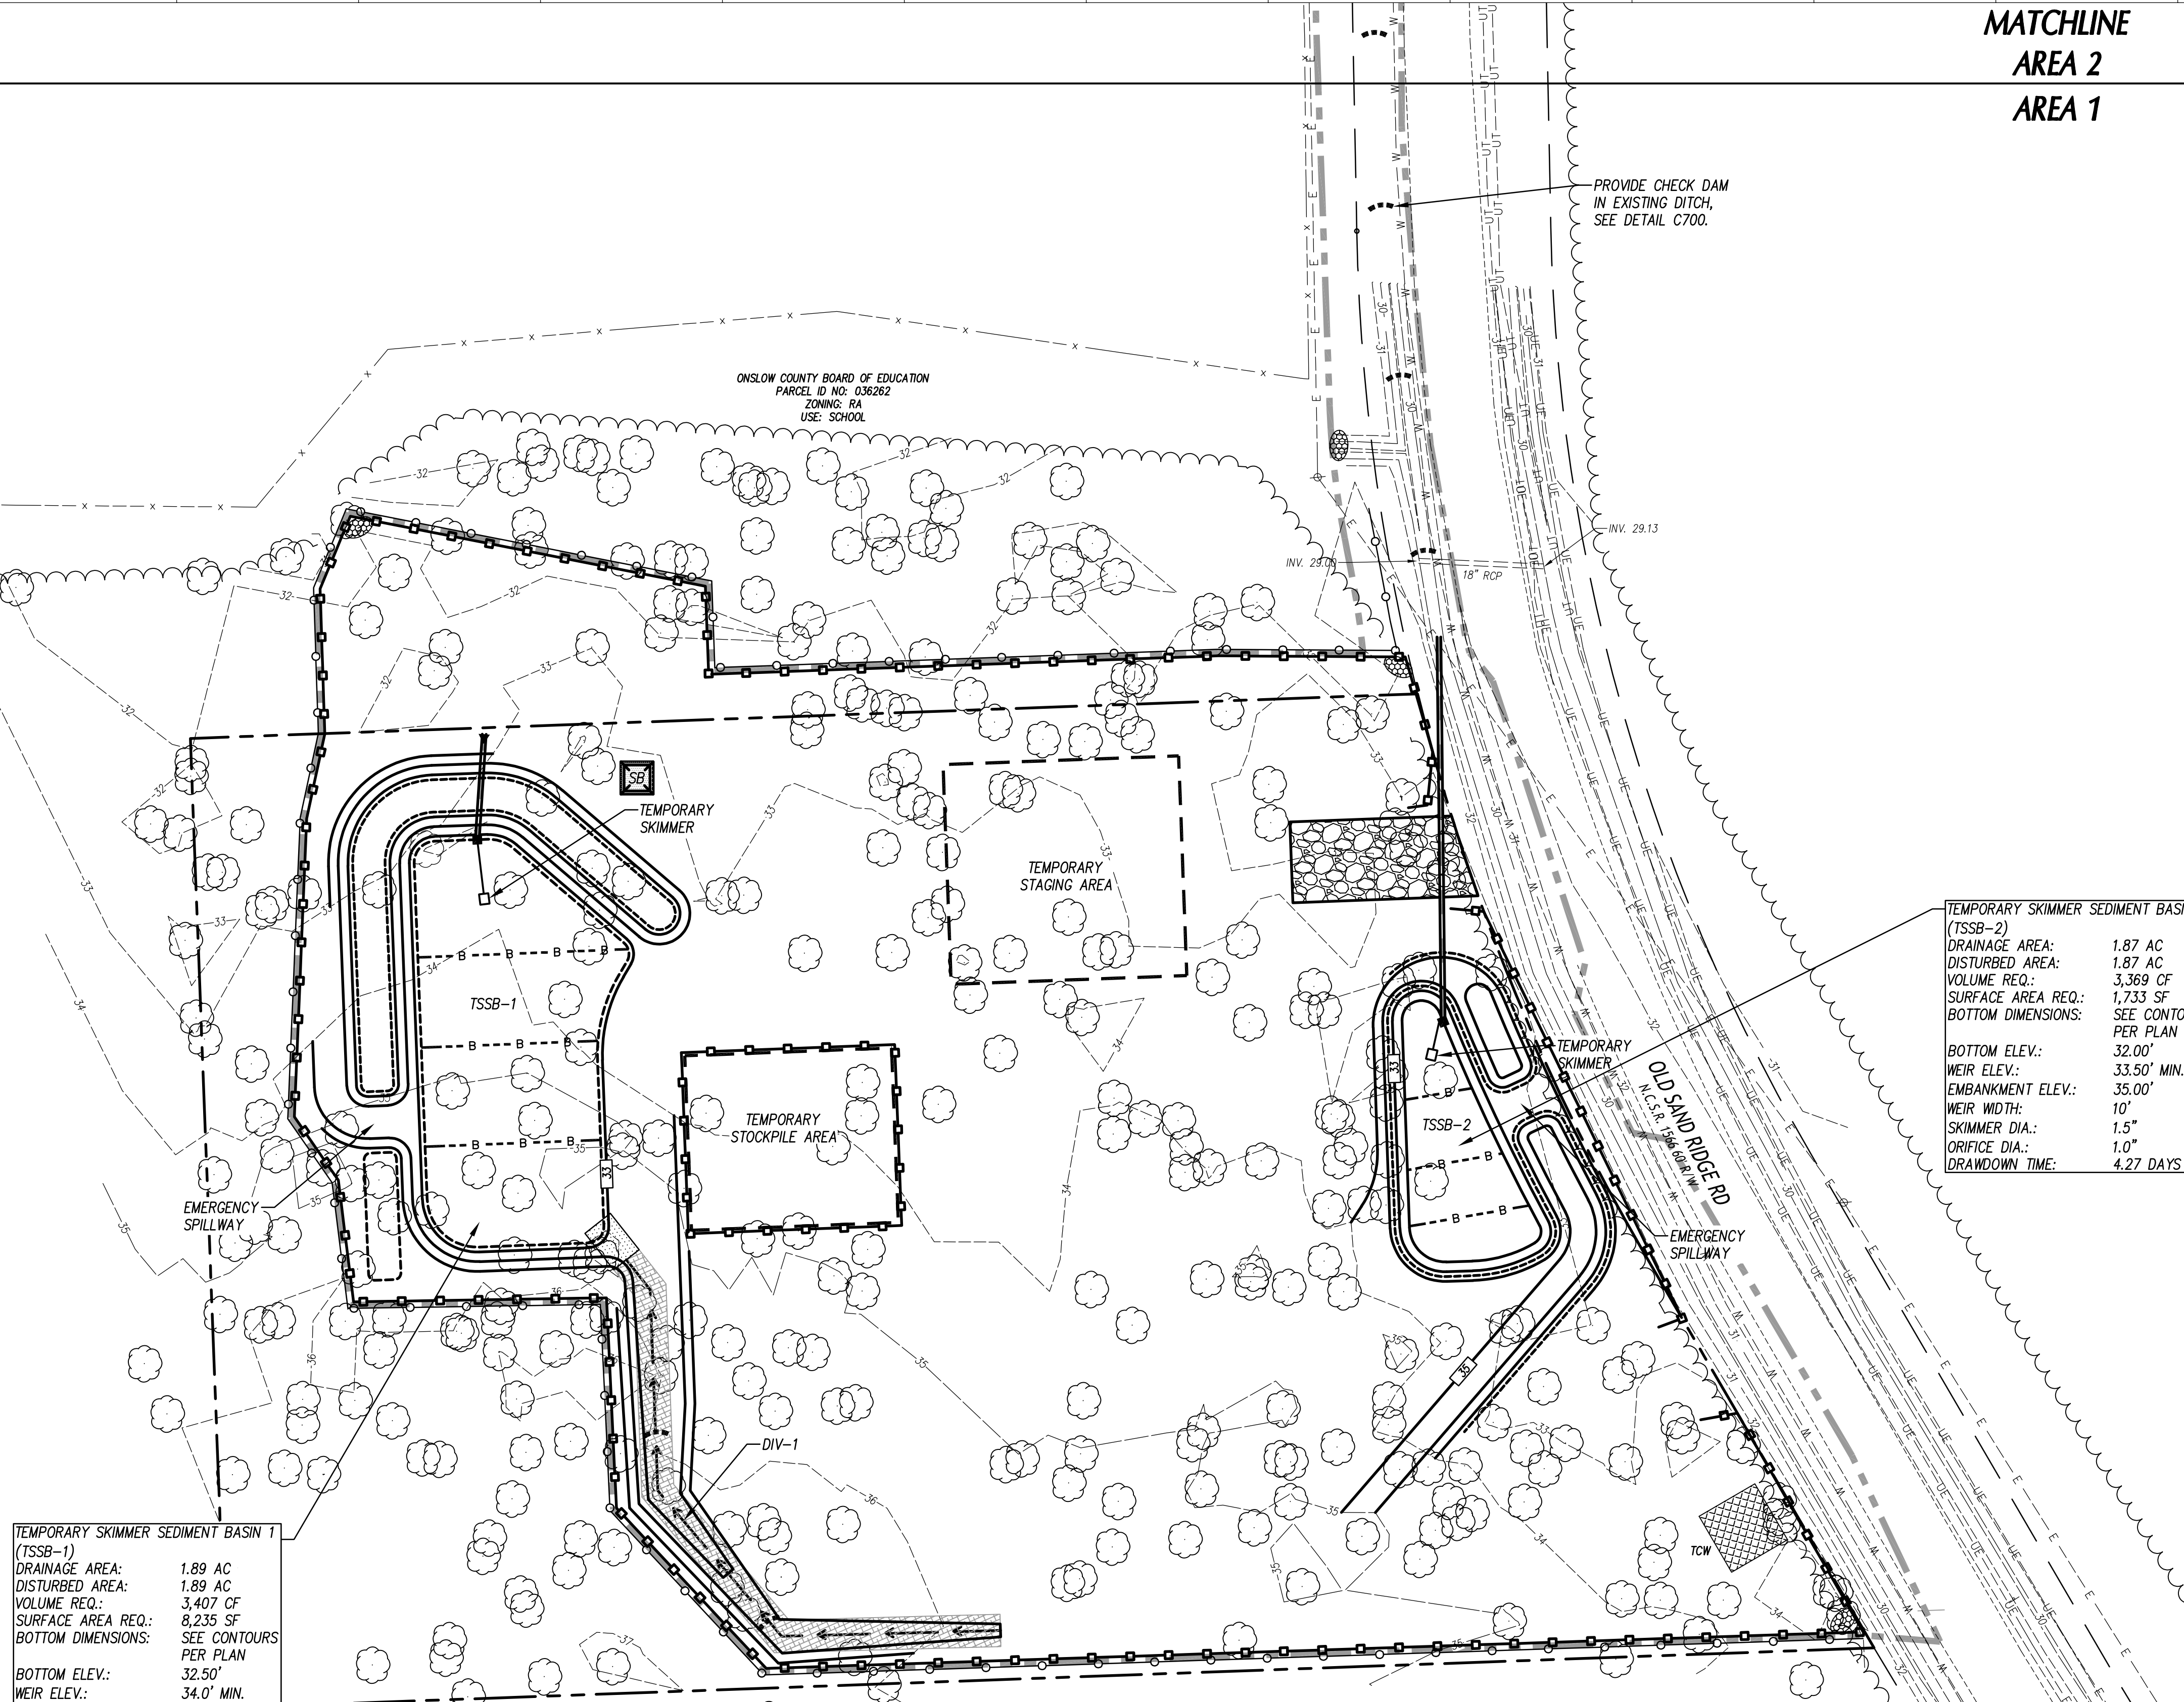 MATCHLINE
AREA 2
AREA 1
PROVIDE CHECK DAM
IN EXISTING DITCH,
SEE DETAIL C700.
ONSLOW COUNTY BOARD OF EDUCATION
PARCEL ID NO: 036262
ZONING: RA
USE: SCHOOL
INV. 29.13
INV. 29.00
18" RCP
SB
TEMPORARY
SKIMMER
TEMPORARY
STAGING AREA
TSSB-1
TEMPORARY
STOCKPILE AREA
EMERGENCY
SPILLWAY
33
TEMPORARY SKIMMER SEDIMENT BASI
(TSSB-2)
DRAINAGE AREA: 1.87 AC
DISTURBED AREA: 1.87 AC
VOLUME REQ.: 3,369 CF
SURFACE AREA REQ.: 1,733 SF
BOTTOM DIMENSIONS: SEE CONTO
PER PLAN
BOTTOM ELEV.: 32.00'
WEIR ELEV.: 33.50' MIN.
EMBANKMENT ELEV.: 35.00'
WEIR WIDTH: 10'
SKIMMER DIA.: 1.5"
ORIFICE DIA.: 1.0"
DRAWDOWN TIME: 4.27 DAYS
TEMPORARY
SKIMMER
33
TSSB-2
OLD SAND RIDGE RD
N.C.S.R. 1566 60' R/W
EMERGENCY
SPILLWAY
35
DIV-1
TCW
TEMPORARY SKIMMER SEDIMENT BASIN 1
(TSSB-1)
DRAINAGE AREA: 1.89 AC
DISTURBED AREA: 1.89 AC
VOLUME REQ.: 3,407 CF
SURFACE AREA REQ.: 8,235 SF
BOTTOM DIMENSIONS: SEE CONTOURS
PER PLAN
BOTTOM ELEV.: 32.50'
WEIR ELEV.: 34.0' MIN.